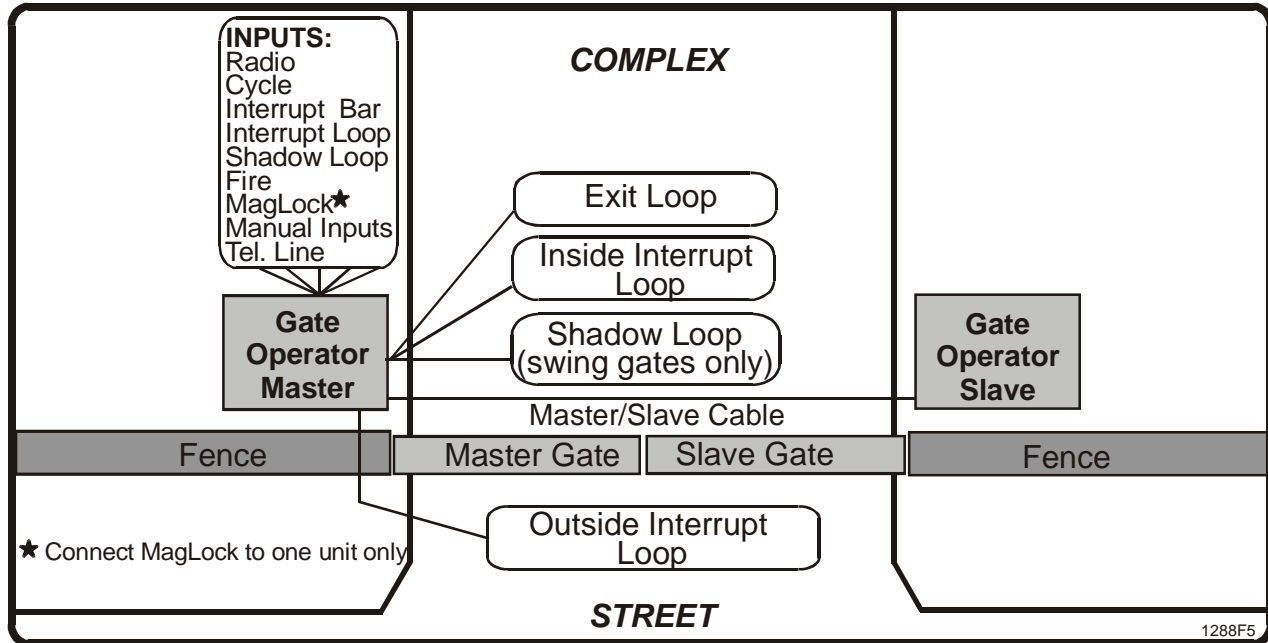 INPUTS:
Radio
Cycle
Interrupt Bar
Interrupt Loop
Shadow Loop
Fire
MagLock★
Manual Inputs
Tel. Line
COMPLEX
Exit Loop
Inside Interrupt
Loop
Shadow Loop
(swing gates only)
Gate
Operator
Master
Gate
Operator
Slave
Master/Slave Cable
Fence
Master Gate
Slave Gate
Fence
Outside Interrupt
Loop
★ Connect MagLock to one unit only
STREET
1288F5